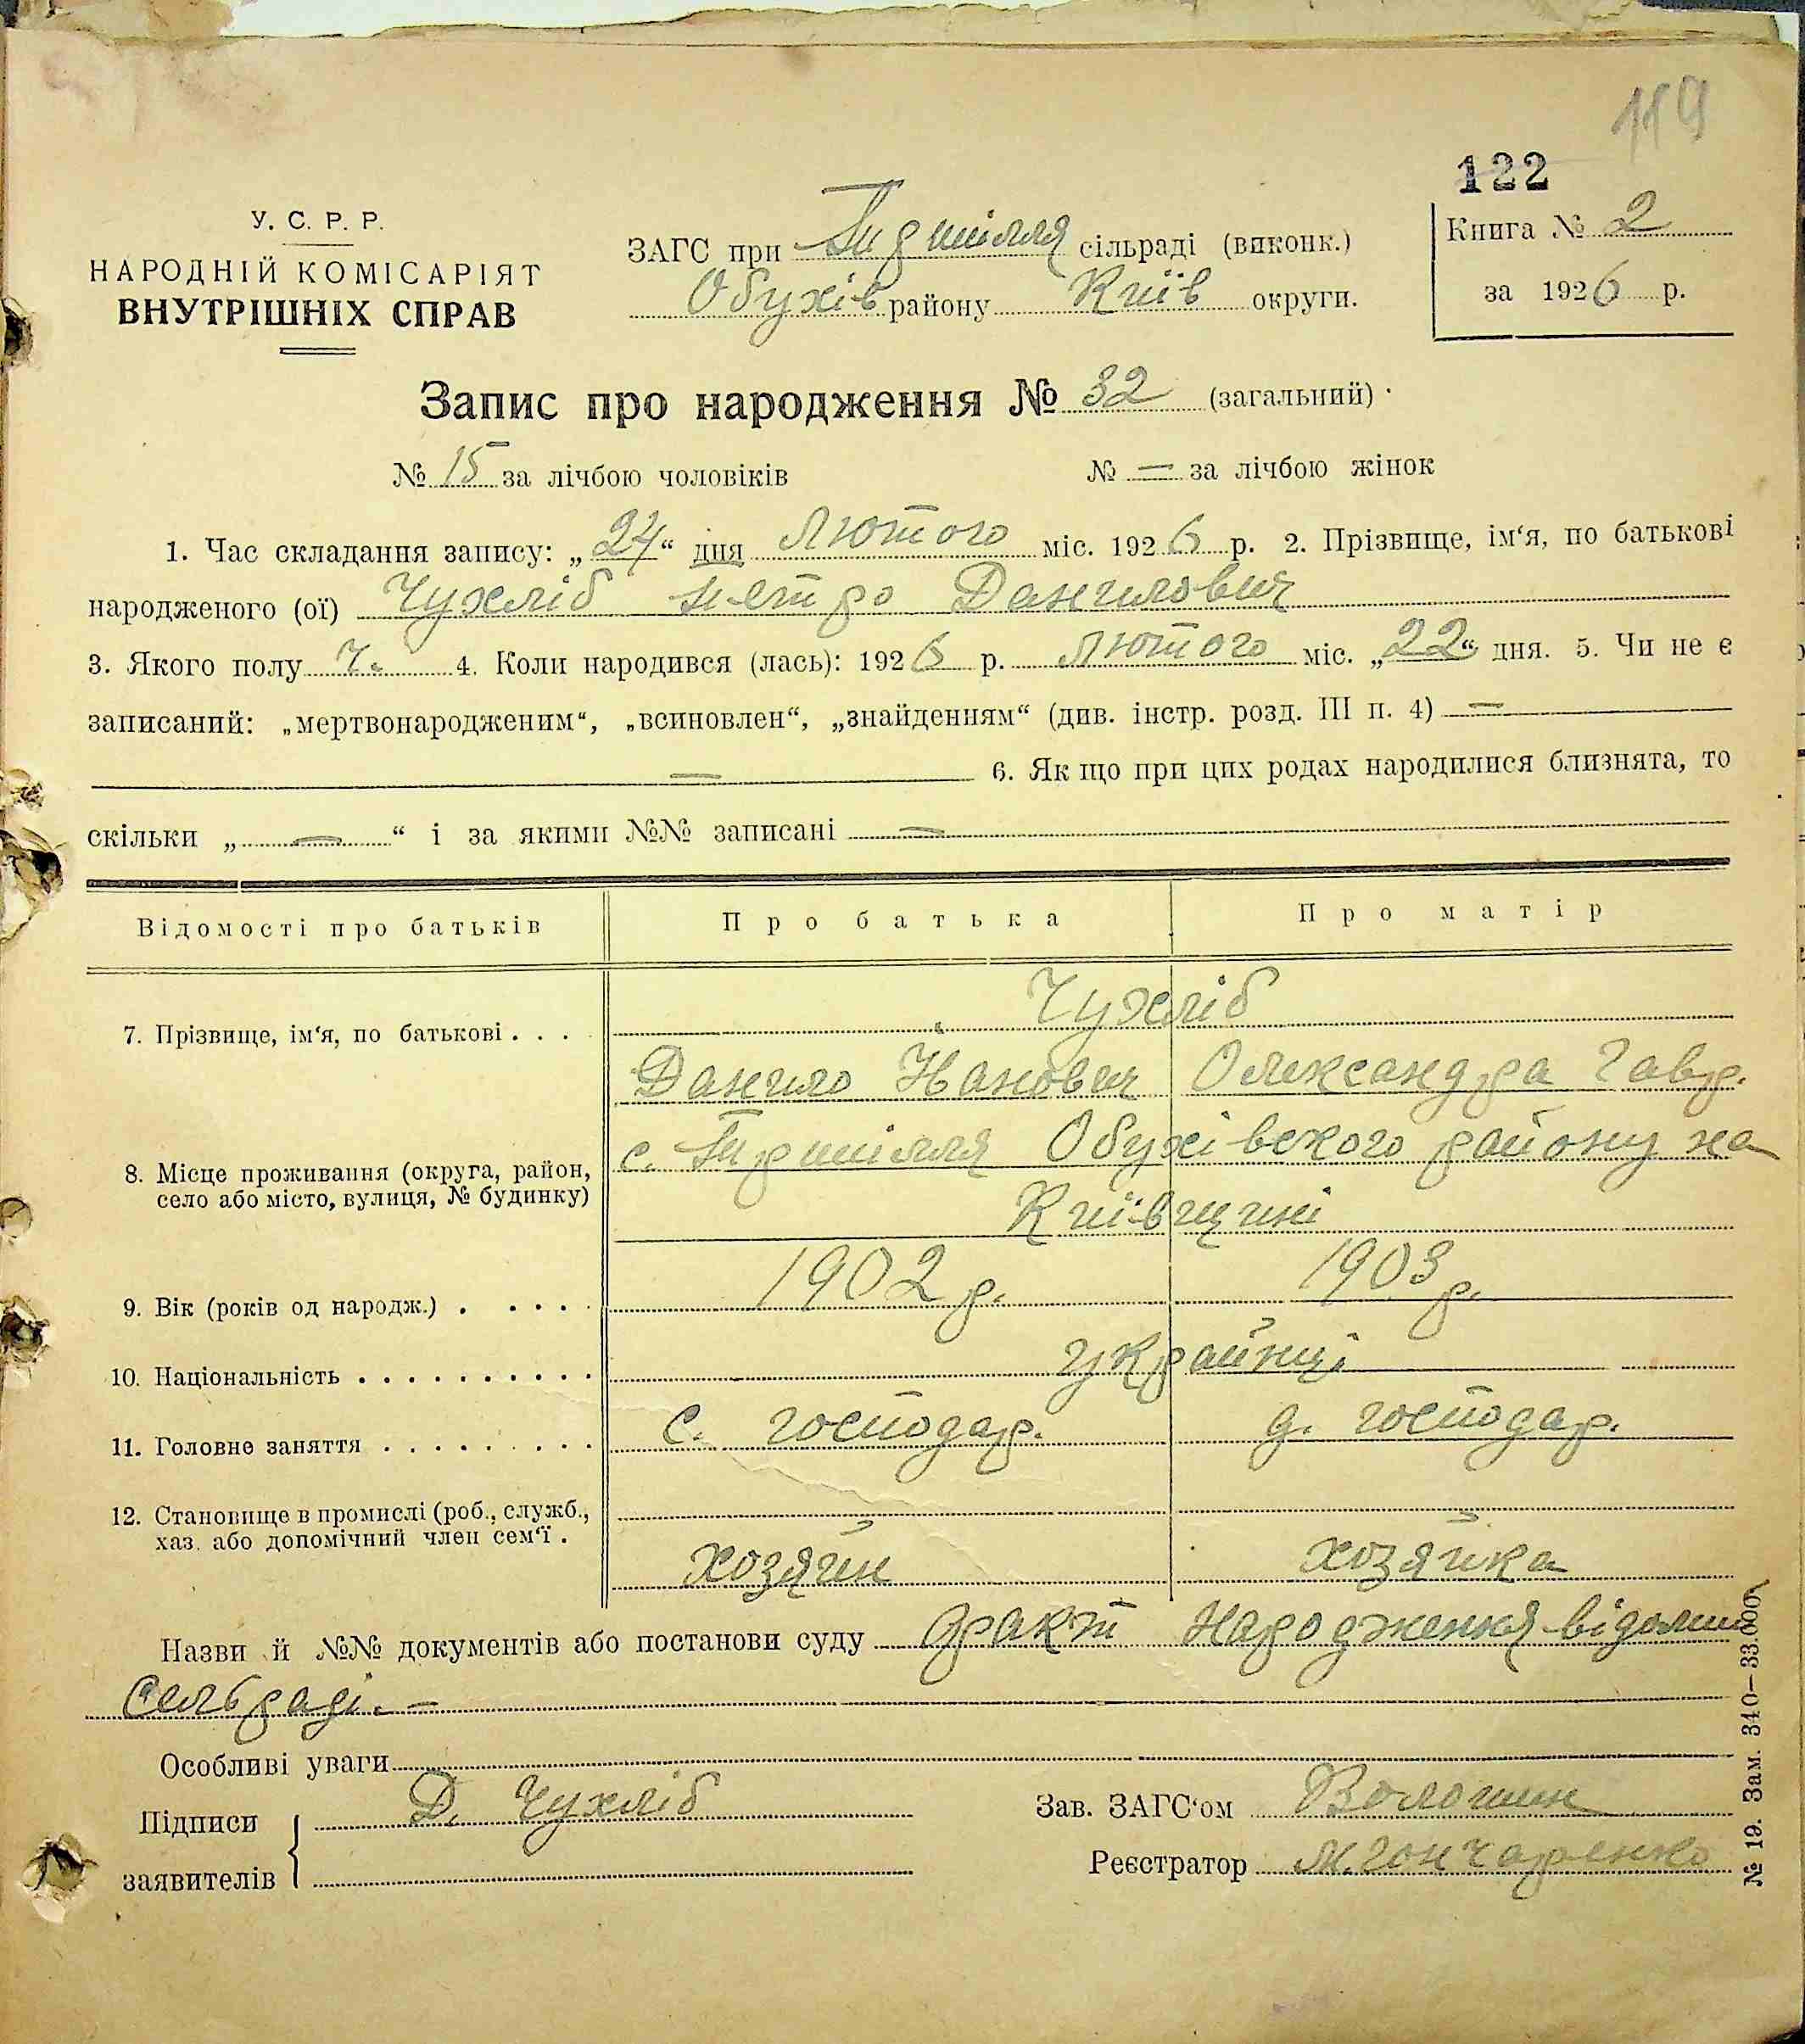 119
122
У. С. Р. Р.
НАРОДНІЙ КОМІСАРІЯТ
ВНУТРІШНІХ СПРАВ
ЗАГС при сільраді (виконк.)
Обухів району Київ округи.
Книга № 2
за 1926 р.
Запис про народження № 32 (загальний)
№ 15 за лічбою чоловіків № — за лічбою жінок
1. Час складання запису: „24“ дня Лютого міс. 1926 р. 2. Прізвище, ім‘я, по батькові
народженого (ої) Чухліб Петро Данилович
3. Якого полу Ч. 4. Коли народився (лась): 1926 р. Лютого міс. „22“ дня. 5. Чи не є
записаний: „мертвонародженим“, „всиновлен“, „знайденням“ (див. інстр. розд. III п. 4) —
— 6. Як що при цих родах народилися близнята, то
скільки „ — “ і за якими №№ записані —
Відомості про батьків Про батька Про матір
7. Прізвище, ім‘я, по батькові . . . Чухліб
Данило Іванович Олександра Гавр.
8. Місце проживання (округа, район, село або місто, вулиця, № будинку) с. Обухівского району на
Київщині
9. Вік (років од народж.) . . . . . 1902 р. 1903 р.
10. Національність . . . . . . . . . . українці
11. Головне заняття . . . . . . . . . с. господар. д. господар.
12. Становище в промислі (роб., служб.,
хаз. або допомічний член сем‘ї . хозяїн хозяйка
Назви й №№ документів або постанови суду факт Народження відомий
Сельраді. —
Особливі уваги
Підписи заявителів Д. Чухліб
Зав. ЗАГС‘ом Волошин
Реєстратор М. Гончаренко
№ 19. Зам. 340—33.000